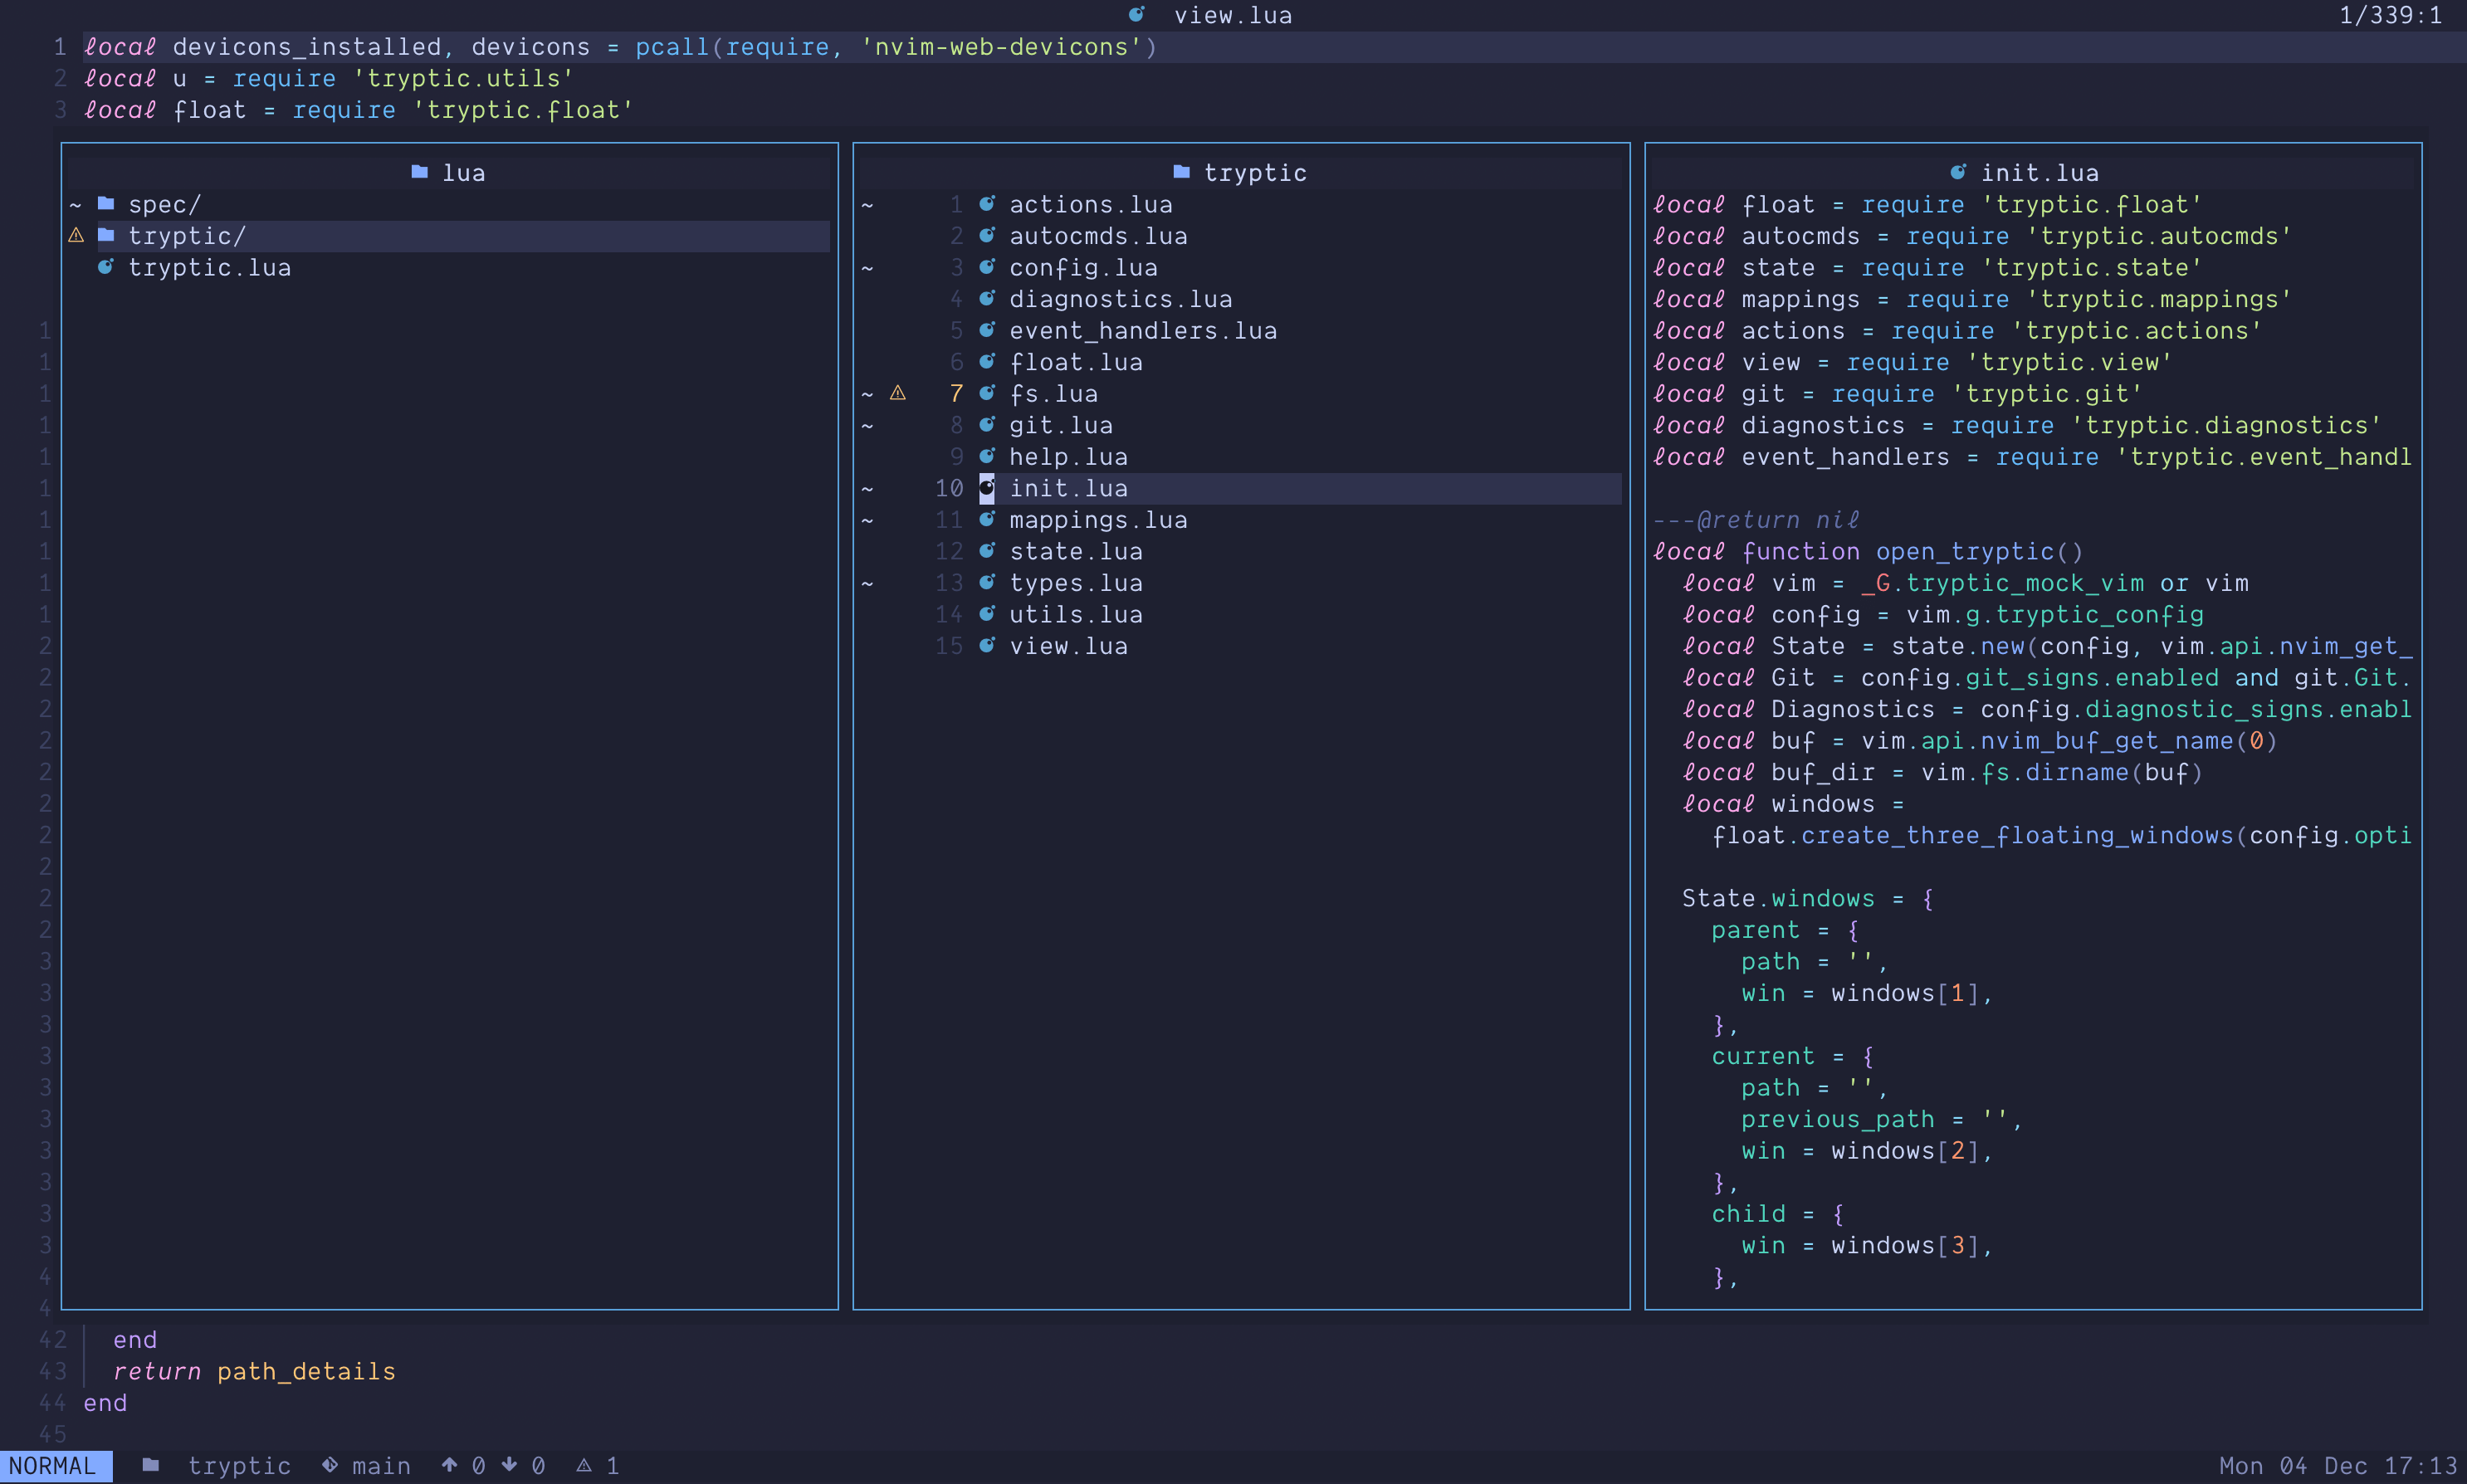 view.lua 1/339:1
1 local devicons_installed, devicons = pcall(require, 'nvim-web-devicons')
2 local u = require 'tryptic.utils'
3 local float = require 'tryptic.float'
lua
~ spec/
tryptic/
tryptic.lua
1
1
1
1
1
1
1
1
1
1
2
2
2
2
2
2
2
2
2
2
3
3
3
3
3
3
3
3
3
3
4
4
tryptic
~ 1 actions.lua
2 autocmds.lua
~ 3 config.lua
4 diagnostics.lua
5 event_handlers.lua
6 float.lua
~ 7 fs.lua
~ 8 git.lua
9 help.lua
~ 10 init.lua
~ 11 mappings.lua
12 state.lua
~ 13 types.lua
14 utils.lua
15 view.lua
init.lua
local float = require 'tryptic.float'
local autocmds = require 'tryptic.autocmds'
local state = require 'tryptic.state'
local mappings = require 'tryptic.mappings'
local actions = require 'tryptic.actions'
local view = require 'tryptic.view'
local git = require 'tryptic.git'
local diagnostics = require 'tryptic.diagnostics'
local event_handlers = require 'tryptic.event_handl
---@return nil
local function open_tryptic()
local vim = _G.tryptic_mock_vim or vim
local config = vim.g.tryptic_config
local State = state.new(config, vim.api.nvim_get_
local Git = config.git_signs.enabled and git.Git.
local Diagnostics = config.diagnostic_signs.enabl
local buf = vim.api.nvim_buf_get_name(0)
local buf_dir = vim.fs.dirname(buf)
local windows =
float.create_three_floating_windows(config.opti
State.windows = {
parent = {
path = '',
win = windows[1],
},
current = {
path = '',
previous_path = '',
win = windows[2],
},
child = {
win = windows[3],
},
42 end
43 return path_details
44 end
45
NORMAL tryptic main 0 0 1 Mon 04 Dec 17:13